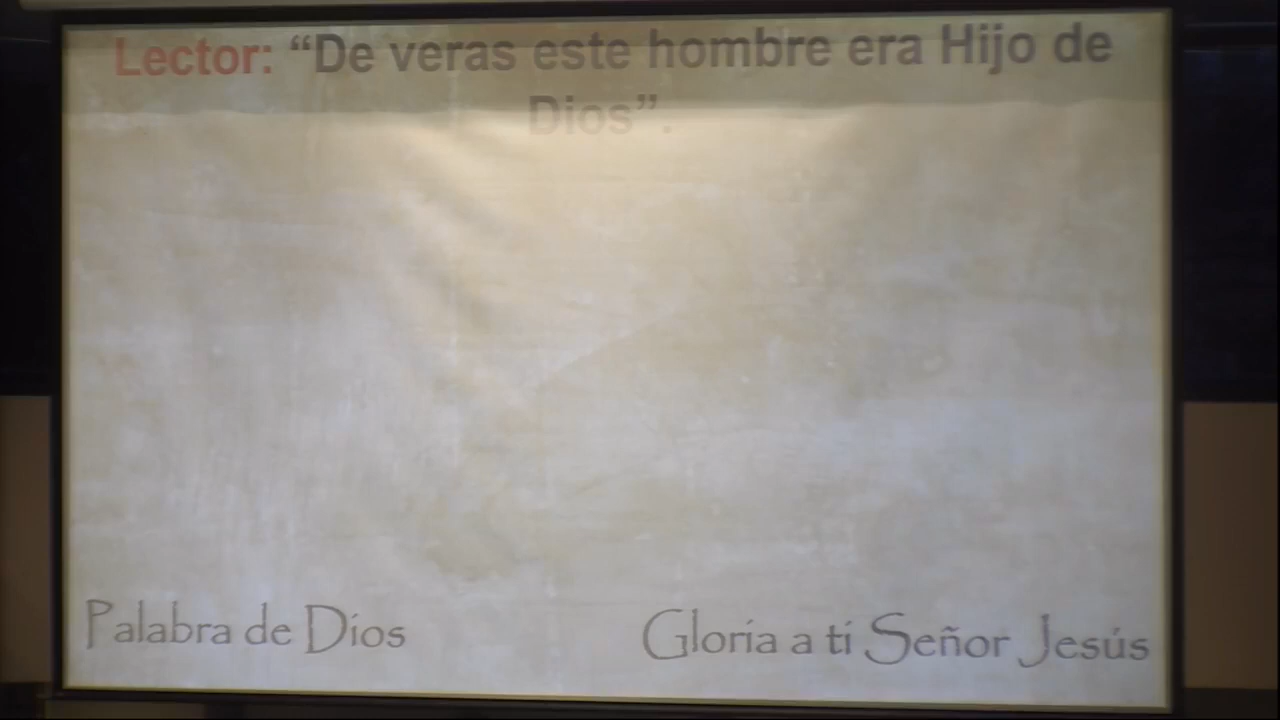 Lector: “De veras este hombre era Hijo de
Dios”.
Palabra de Dios
Gloria a ti Señor Jesús